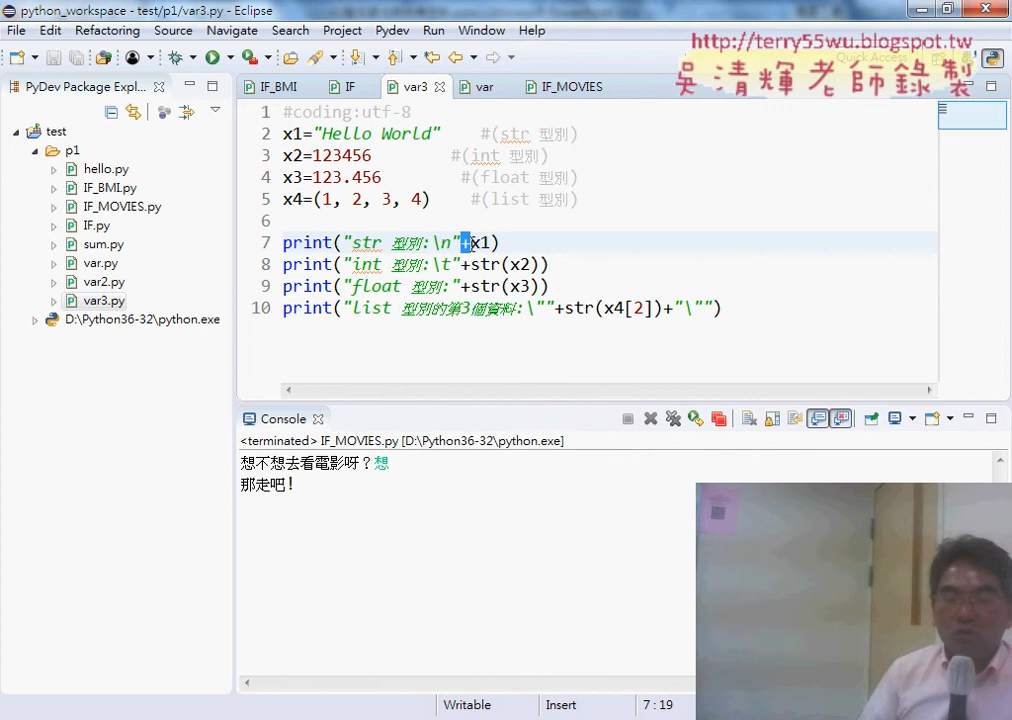 python_workspace - test/p1/var3.py - Eclipse
File Edit Refactoring Source Navigate Search Project Pydev Run Window Help
http://terry55wu.blogspot.tw
Quick Access
吳清輝老師錄製
PyDev Package Expl...
IF_BMI IF var3 var IF_MOVIES
test
p1
hello.py
IF_BMI.py
IF_MOVIES.py
IF.py
sum.py
var.py
var2.py
var3.py
D:\Python36-32\python.exe
1 #coding:utf-8
2 x1="Hello World" #(str 型別)
3 x2=123456 #(int 型別)
4 x3=123.456 #(float 型別)
5 x4=(1, 2, 3, 4) #(list 型別)
6
7 print("str 型別:\n"+x1)
8 print("int 型別:\t"+str(x2))
9 print("float 型別:"+str(x3))
10 print("list 型別的第3個資料:\""+str(x4[2])+"\"")
Console
<terminated> IF_MOVIES.py [D:\Python36-32\python.exe]
想不想去看電影呀？想
那走吧!
Writable Insert 7 : 19